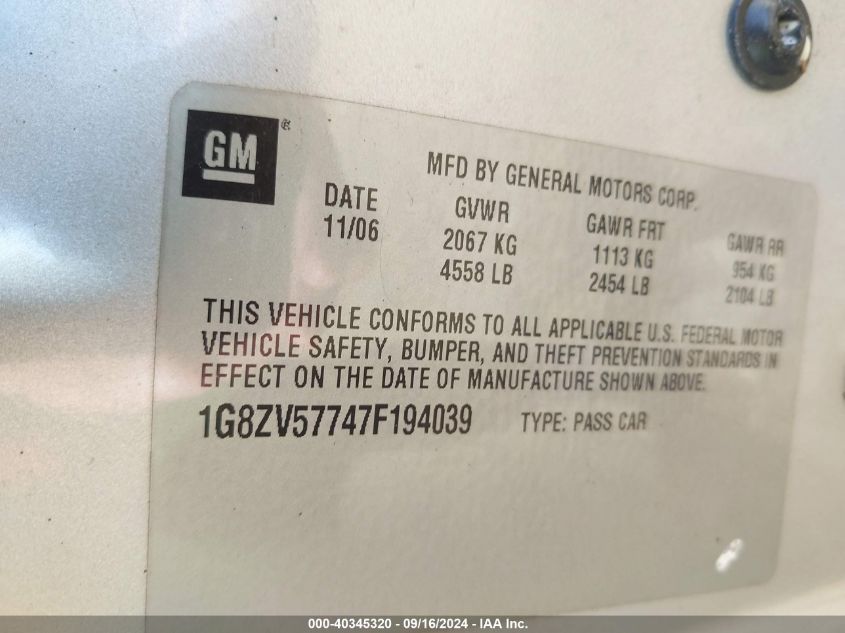 GM
MFD BY GENERAL MOTORS CORP.
DATE GVWR GAWR FRT GAWR RR
11/06 2067 KG 1113 KG 954 KG
4558 LB 2454 LB 2104 LB
THIS VEHICLE CONFORMS TO ALL APPLICABLE U.S. FEDERAL MOTOR
VEHICLE SAFETY, BUMPER, AND THEFT PREVENTION STANDARDS IN
EFFECT ON THE DATE OF MANUFACTURE SHOWN ABOVE.
1G8ZV57747F194039 TYPE: PASS CAR
000-40345320 - 09/16/2024 - IAA Inc.